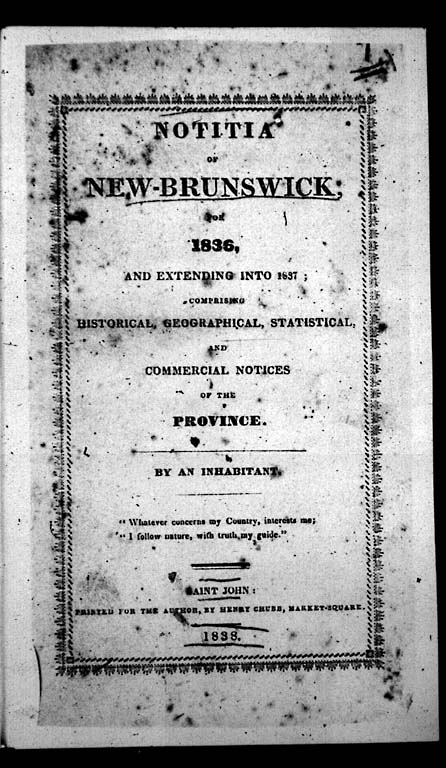 NOTITIA
OF
NEW-BRUNSWICK,
FOR
1836,
AND EXTENDING INTO 1837 ;
COMPRISING
HISTORICAL, GEOGRAPHICAL, STATISTICAL,
AND
COMMERCIAL NOTICES
OF THE
PROVINCE.
BY AN INHABITANT.
" Whatever concerns my Country, interests me;
" I follow nature, with truth my guide."
SAINT JOHN:
PRINTED FOR THE AUTHOR, BY HENRY CHUBB, MARKET-SQUARE.
1838.